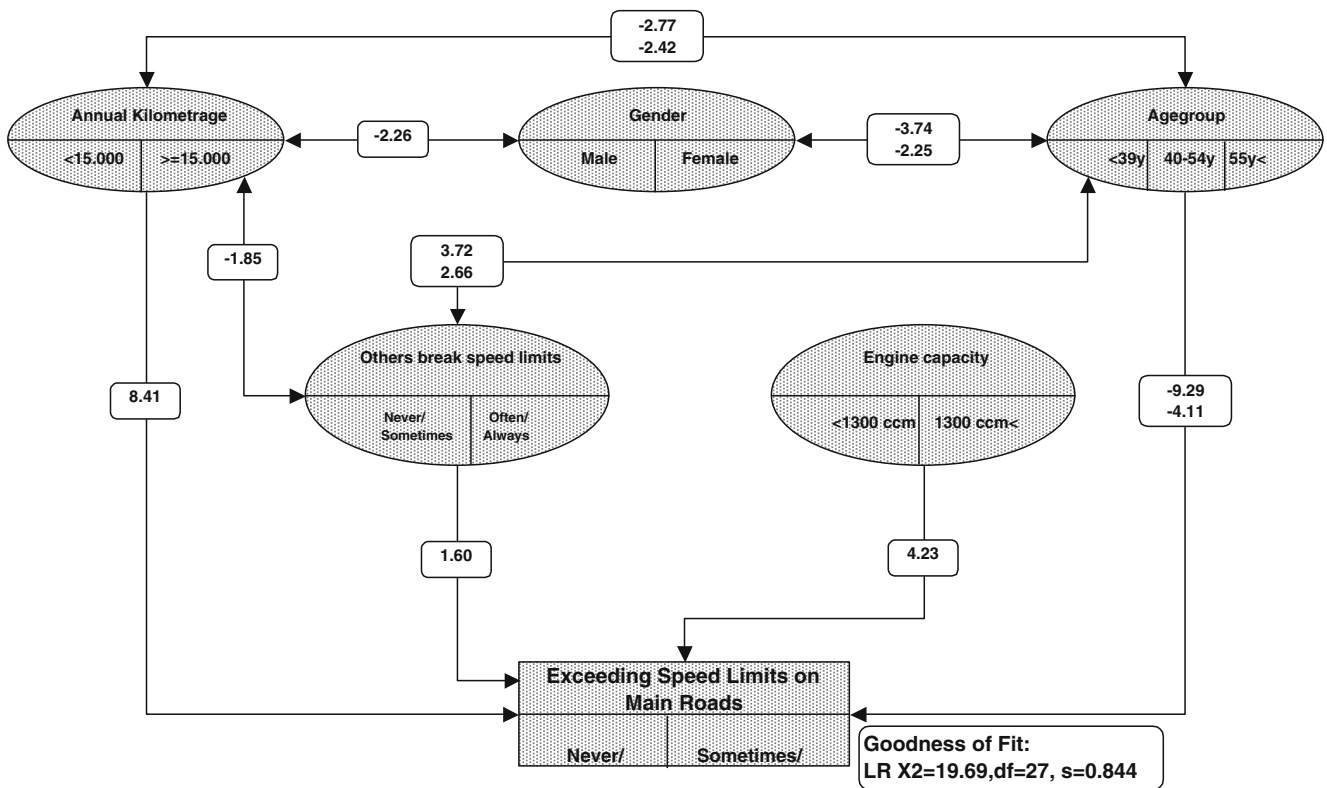 -2.77
-2.42
Annual Kilometrage
<15.000
>=15.000
-2.26
Gender
Male
Female
-3.74
-2.25
Agegroup
<39y
40-54y
55y<
-1.85
3.72
2.66
Others break speed limits
Never/
Sometimes
Often/
Always
Engine capacity
<1300 ccm
1300 ccm<
8.41
-9.29
-4.11
1.60
4.23
Exceeding Speed Limits on
Main Roads
Never/
Sometimes/
Goodness of Fit:
LR X2=19.69,df=27, s=0.844